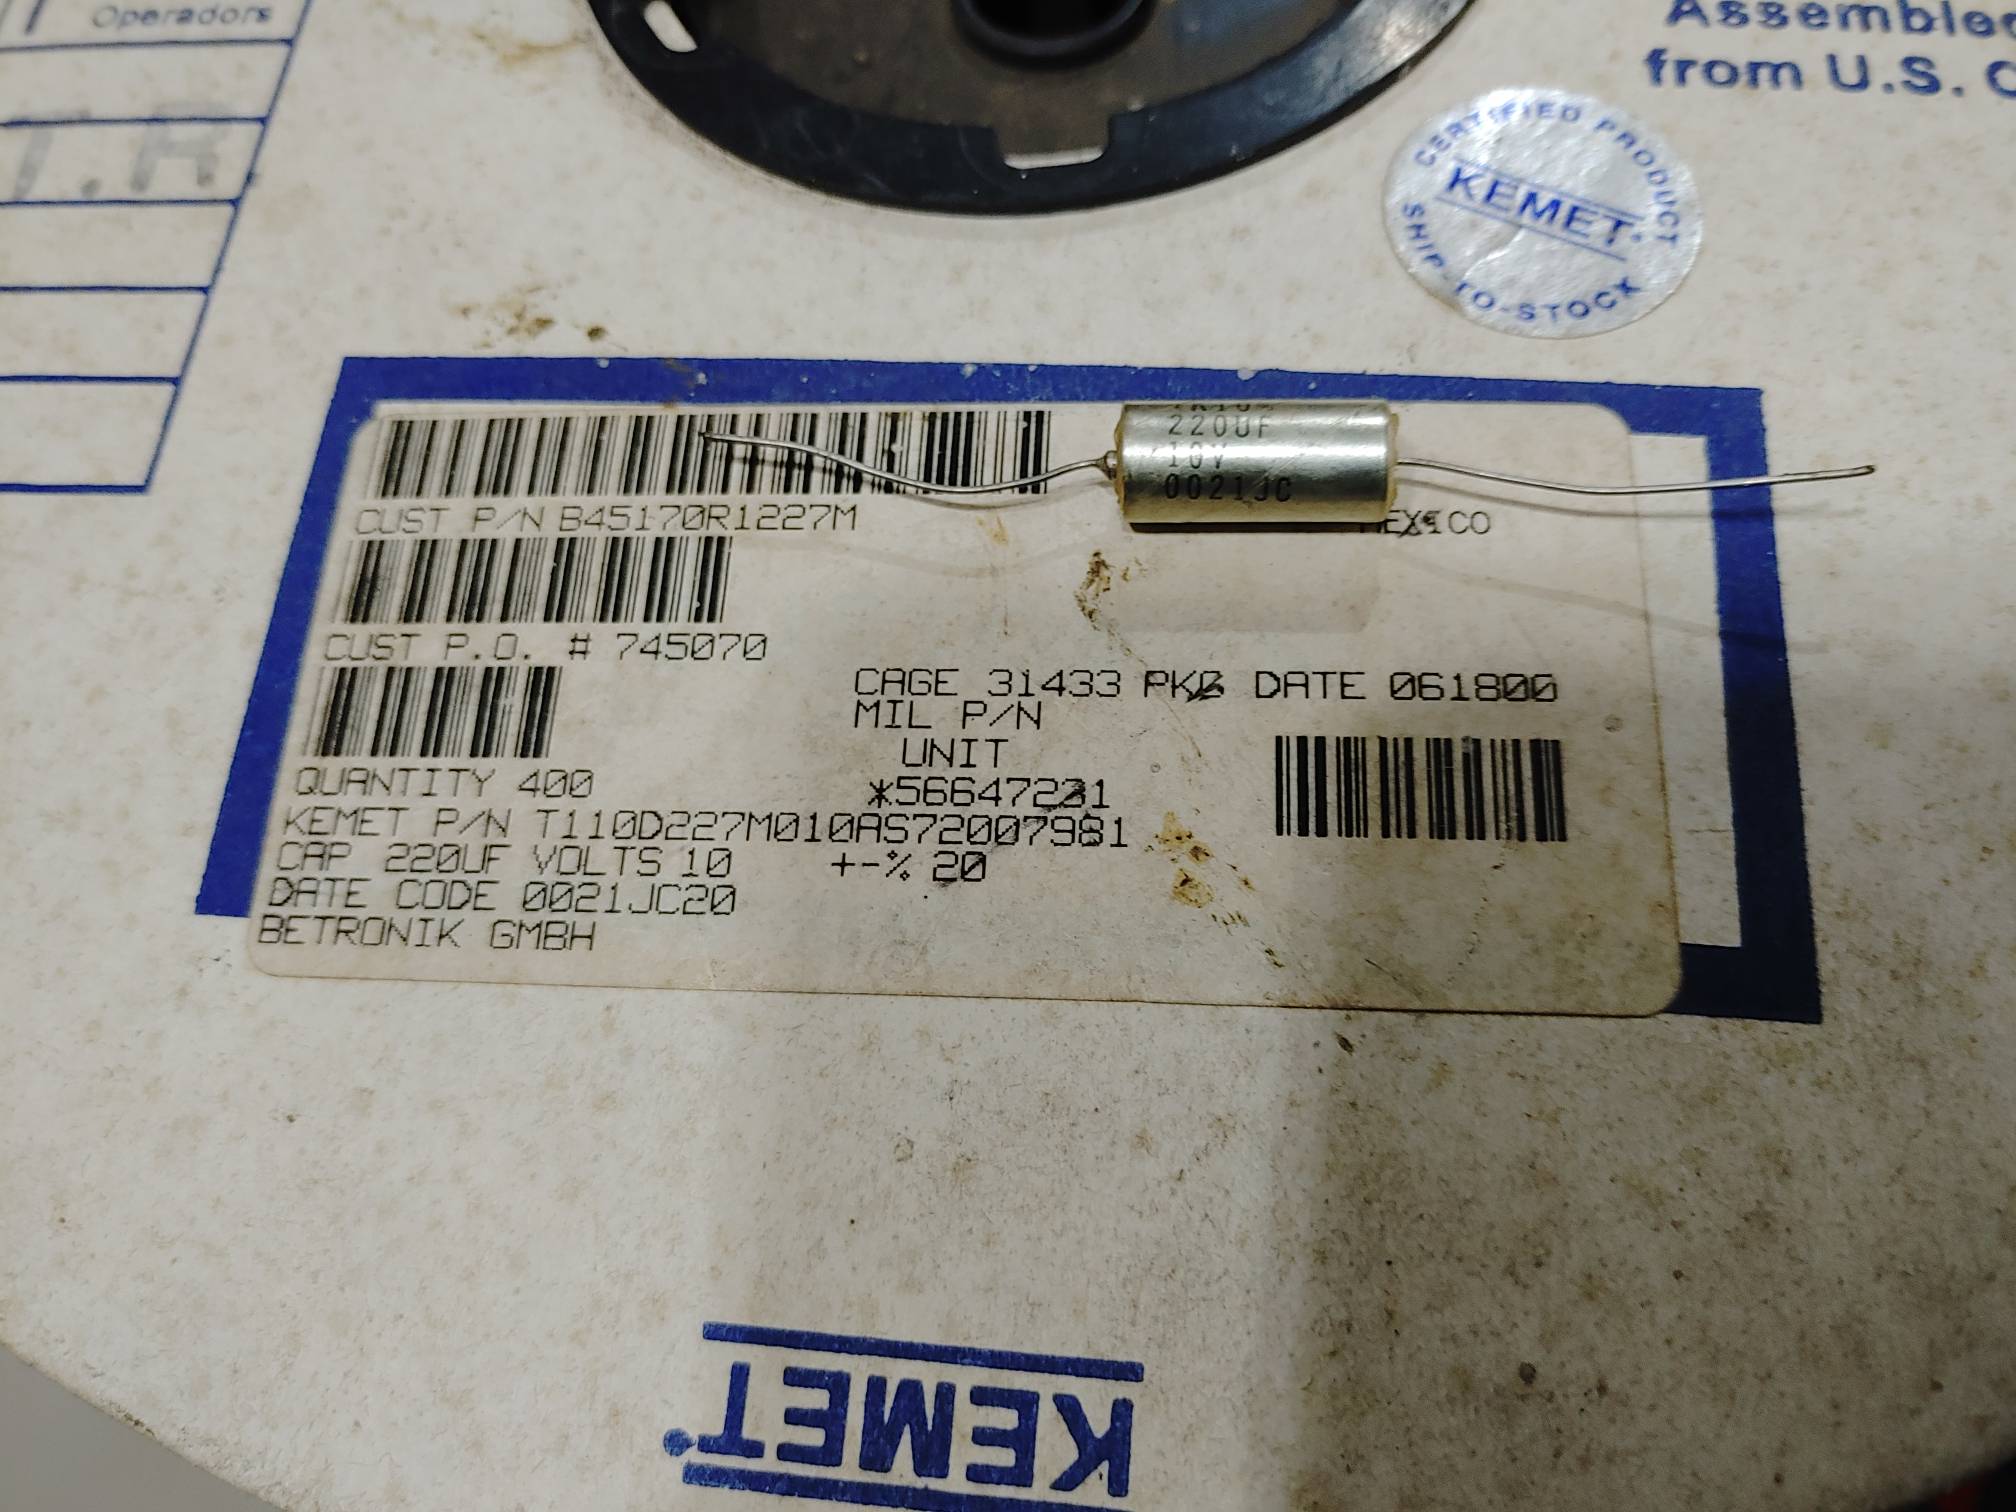 Operadors
T.R.
Assembled
from U.S.
CERTIFIED PRODUCT
KEMET
SHIP-TO-STOCK
220UF
10V
0021JC
CUST P/N B45170R1227M
MEXICO
CUST P.O. # 745070
CAGE 31433 PKG DATE 061800
MIL P/N
UNIT
*56647231
QUANTITY 400
KEMET P/N T110D227M010AS72007981
CAP 220UF VOLTS 10 +-% 20
DATE CODE 0021JC20
BETRONIK GMBH
KEMET